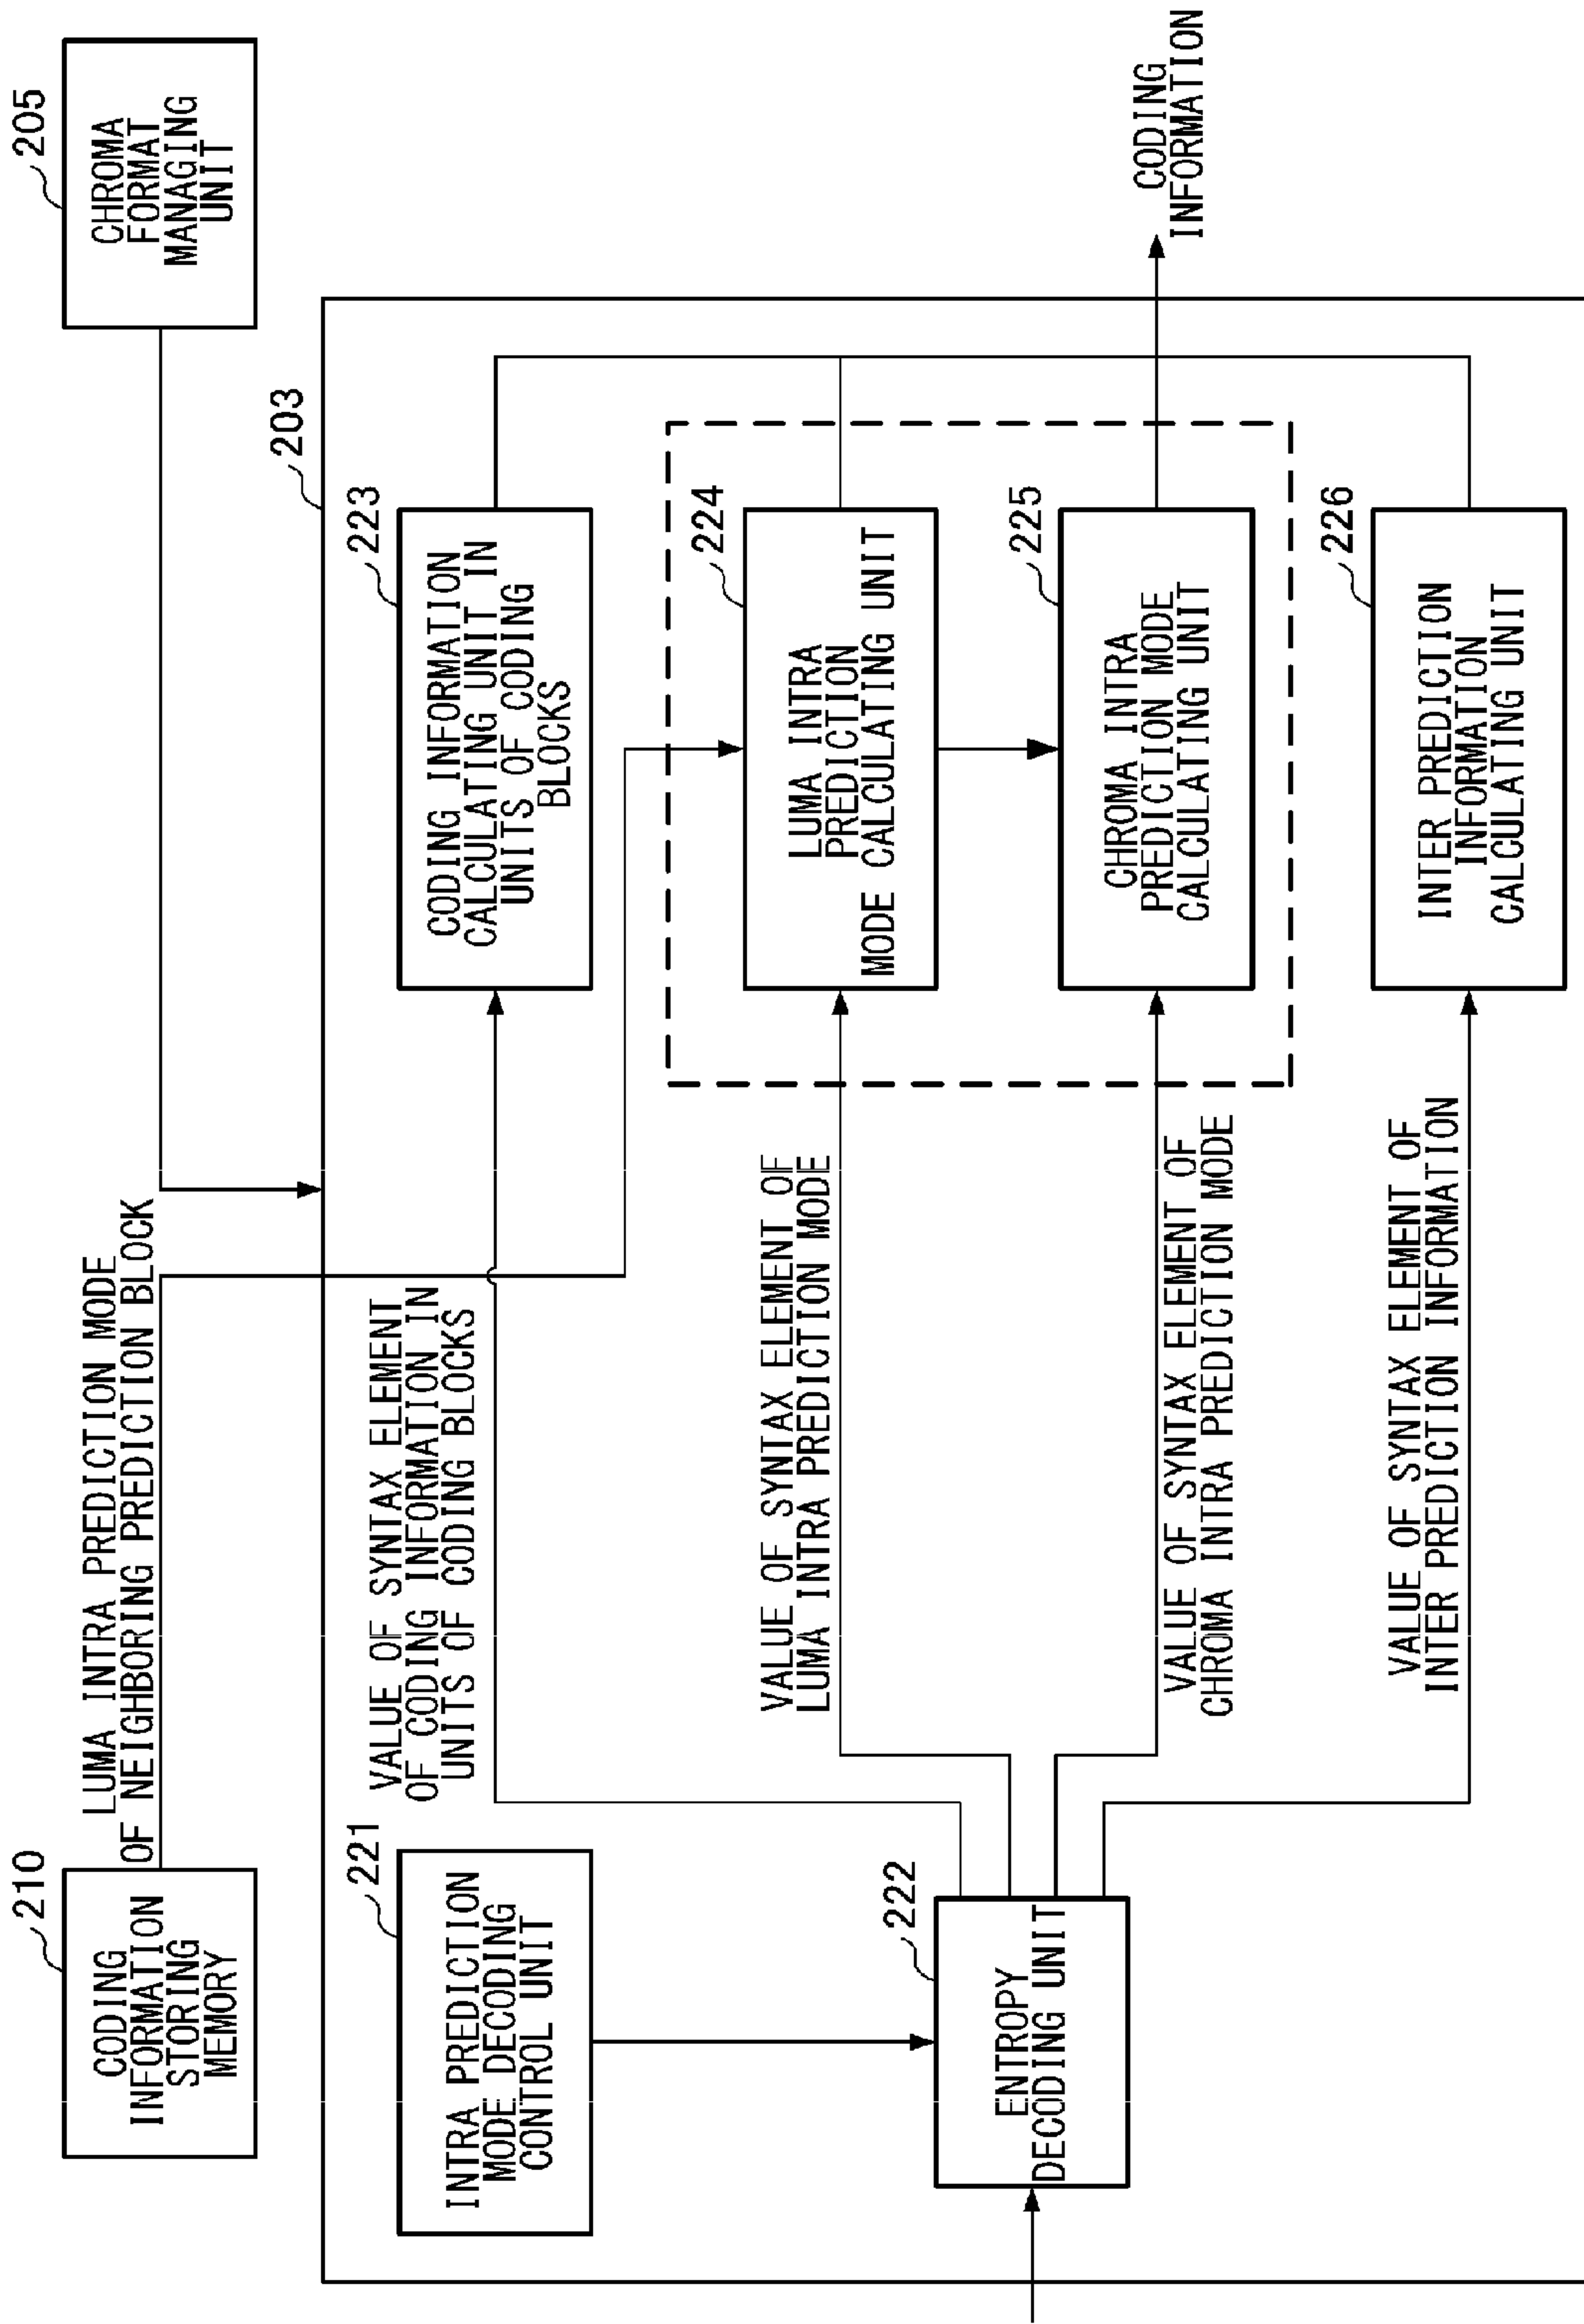 210
CODING
INFORMATION
STORING
MEMORY
LUMA INTRA PREDICTION MODE
OF NEIGHBORING PREDICTION BLOCK
205
CHROMA
FORMAT
MANAGING
UNIT
203
221
INTRA PREDICTION
MODE DECODING
CONTROL UNIT
VALUE OF SYNTAX ELEMENT
OF CODING INFORMATION IN
UNITS OF CODING BLOCKS
223
CODING INFORMATION
CALCULATING UNIT IN
UNITS OF CODING
BLOCKS
VALUE OF SYNTAX ELEMENT OF
LUMA INTRA PREDICTION MODE
224
LUMA INTRA
PREDICTION
MODE CALCULATING UNIT
222
ENTROPY
DECODING UNIT
VALUE OF SYNTAX ELEMENT OF
CHROMA INTRA PREDICTION MODE
225
CHROMA INTRA
PREDICTION MODE
CALCULATING UNIT
CODING
INFORMATION
VALUE OF SYNTAX ELEMENT OF
INTER PREDICTION INFORMATION
226
INTER PREDICTION
INFORMATION
CALCULATING UNIT